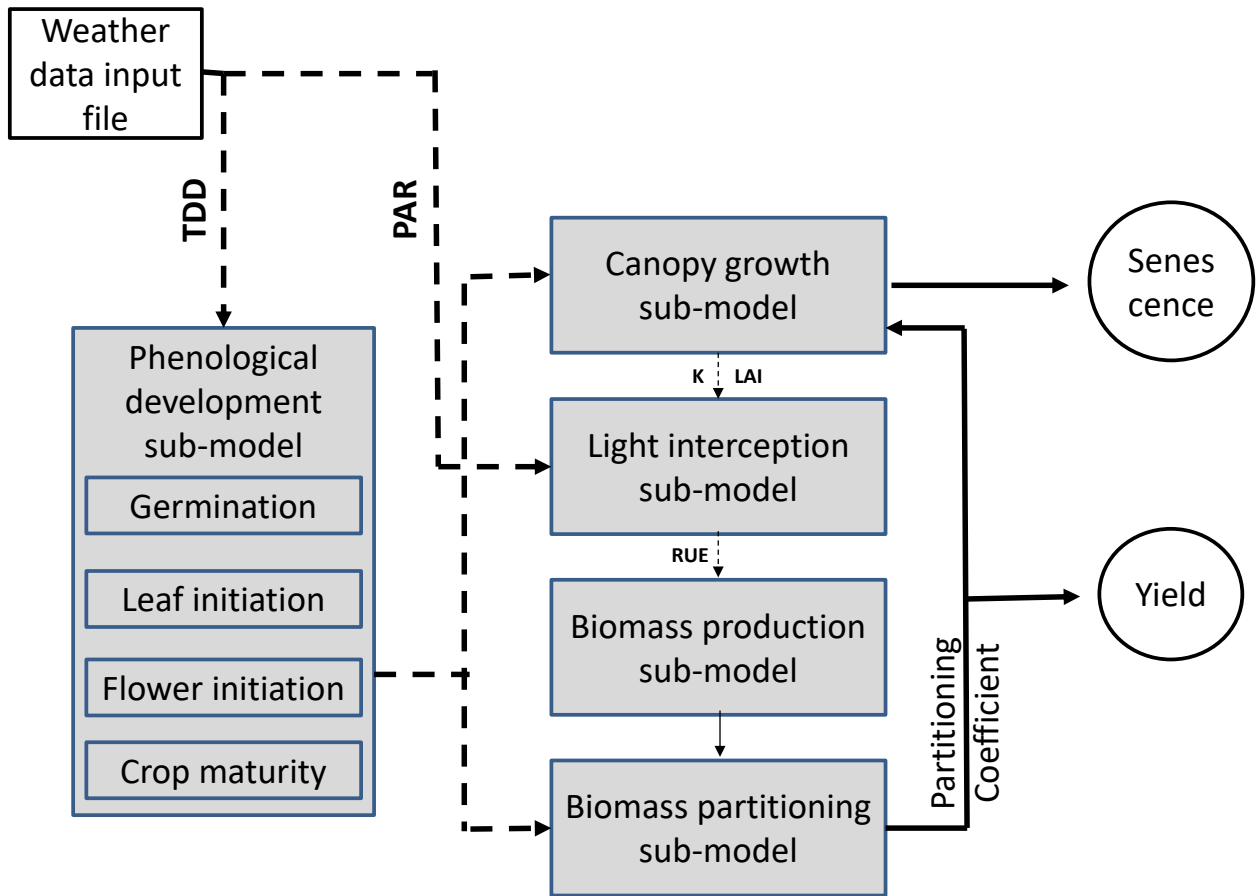 Weather
data input
file
TDD
PAR
Phenological
development
sub-model
Germination
Leaf initiation
Flower initiation
Crop maturity
Canopy growth
sub-model
K LAI
Light interception
sub-model
RUE
Biomass production
sub-model
Biomass partitioning
sub-model
Partitioning
Coefficient
Senes
cence
Yield